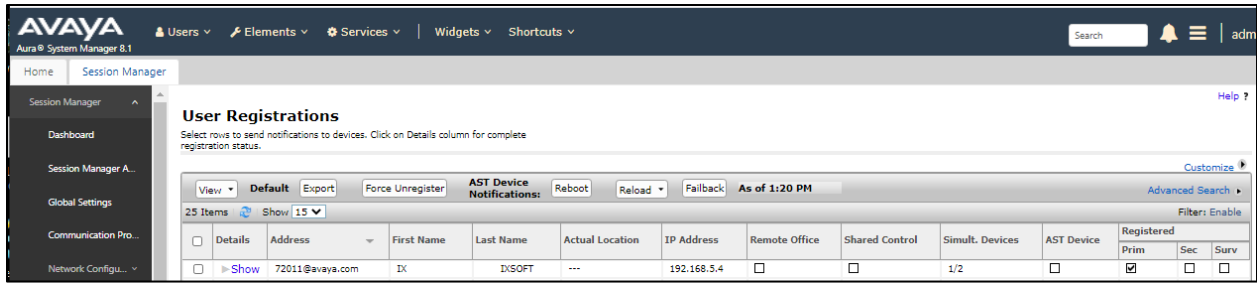 AVAYA
Aura® System Manager 8.1
Users Elements Services | Widgets Shortcuts
Search
adm
Home Session Manager
Session Manager
Dashboard
Session Manager A...
Global Settings
Communication Pro...
Network Configu...
Help ?
User Registrations
Select rows to send notifications to devices. Click on Details column for complete
registration status.
Customize
View Default Export Force Unregister AST Device Notifications: Reboot Reload Failback As of 1:20 PM
Advanced Search
25 Items Show 15
Filter: Enable
Details Address First Name Last Name Actual Location IP Address Remote Office Shared Control Simult. Devices AST Device Registered
Prim Sec Surv
Show 72011@avaya.com IX IXSOFT --- 192.168.5.4 1/2